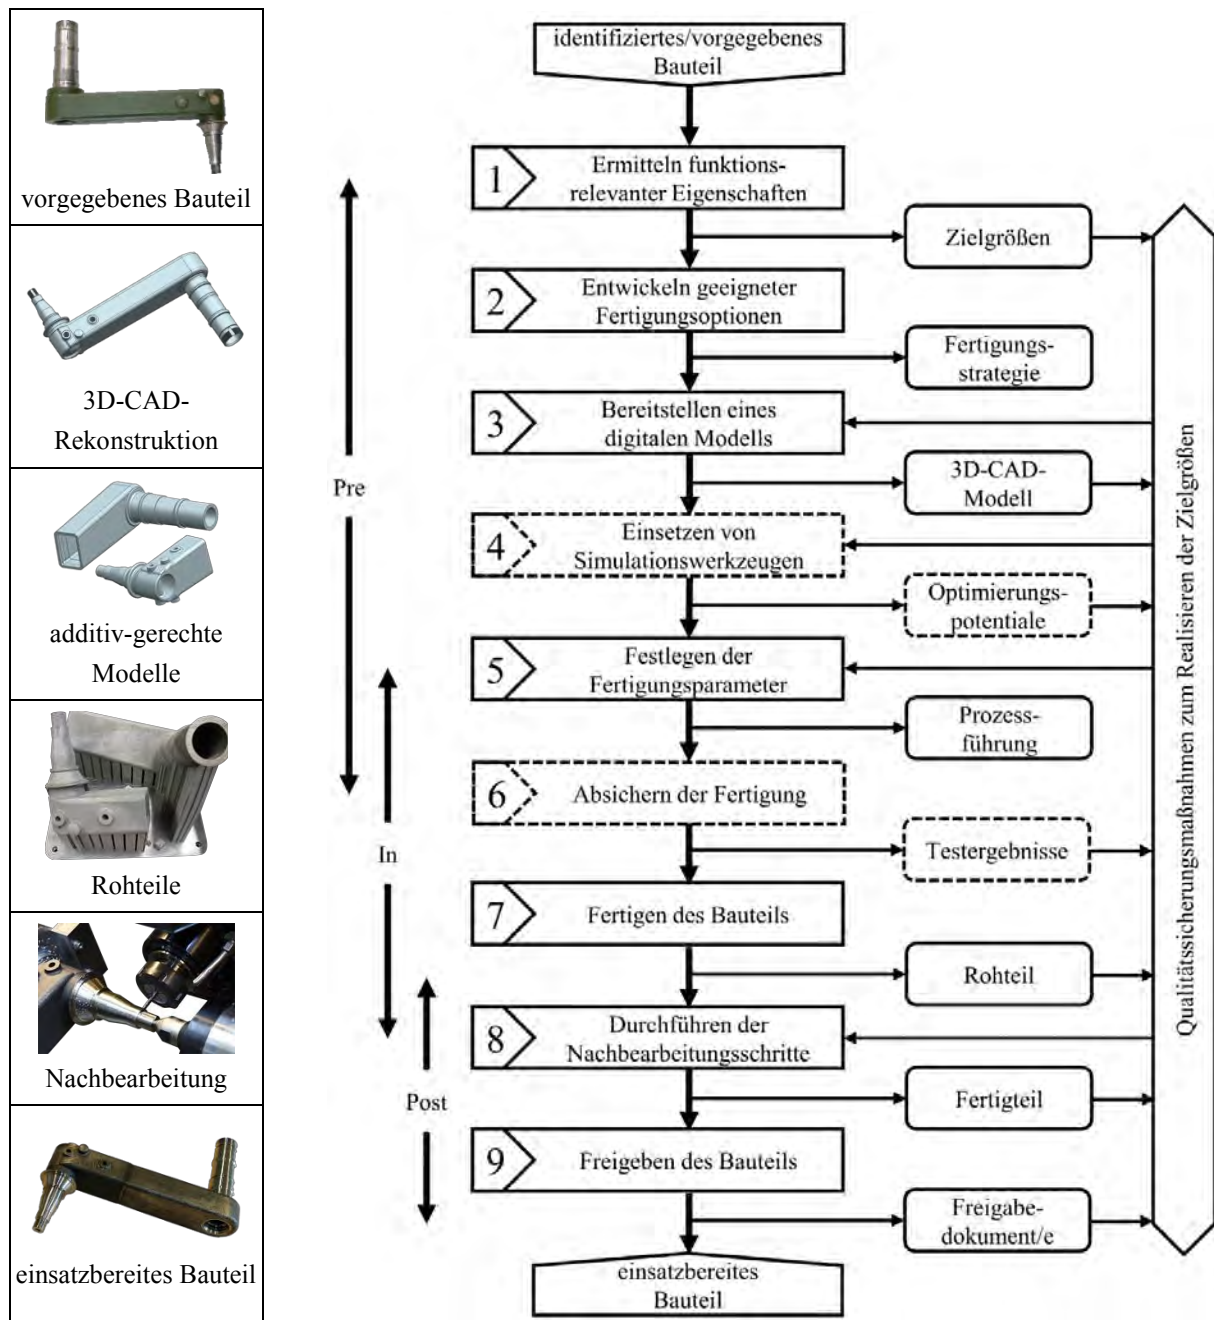 vorgegebenes Bauteil
3D-CAD-
Rekonstruktion
additiv-gerechte
Modelle
Rohteile
Nachbearbeitung
einsatzbereites Bauteil
identifiziertes/vorgegebenes
Bauteil
1
Ermitteln funktions-
relevanter Eigenschaften
Zielgrößen
2
Entwickeln geeigneter
Fertigungsoptionen
Fertigungs-
strategie
3
Bereitstellen eines
digitalen Modells
Pre
3D-CAD-
Modell
4
Einsetzen von
Simulationswerkzeugen
Optimierungs-
potentiale
5
Festlegen der
Fertigungsparameter
Prozess-
führung
6
Absichern der Fertigung
In
Testergebnisse
7
Fertigen des Bauteils
Rohteil
8
Durchführen der
Nachbearbeitungsschritte
Post
Fertigteil
9
Freigeben des Bauteils
Freigabe-
dokument/e
einsatzbereites
Bauteil
Qualitätssicherungsmaßnahmen zum Realisieren der Zielgrößen